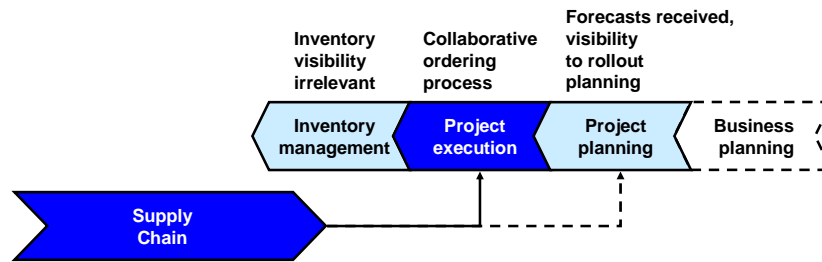 Inventory
visibility
irrelevant
Collaborative
ordering
process
Forecasts received,
visibility
to rollout
planning
Inventory
management
Project
execution
Project
planning
Business
planning
Supply
Chain